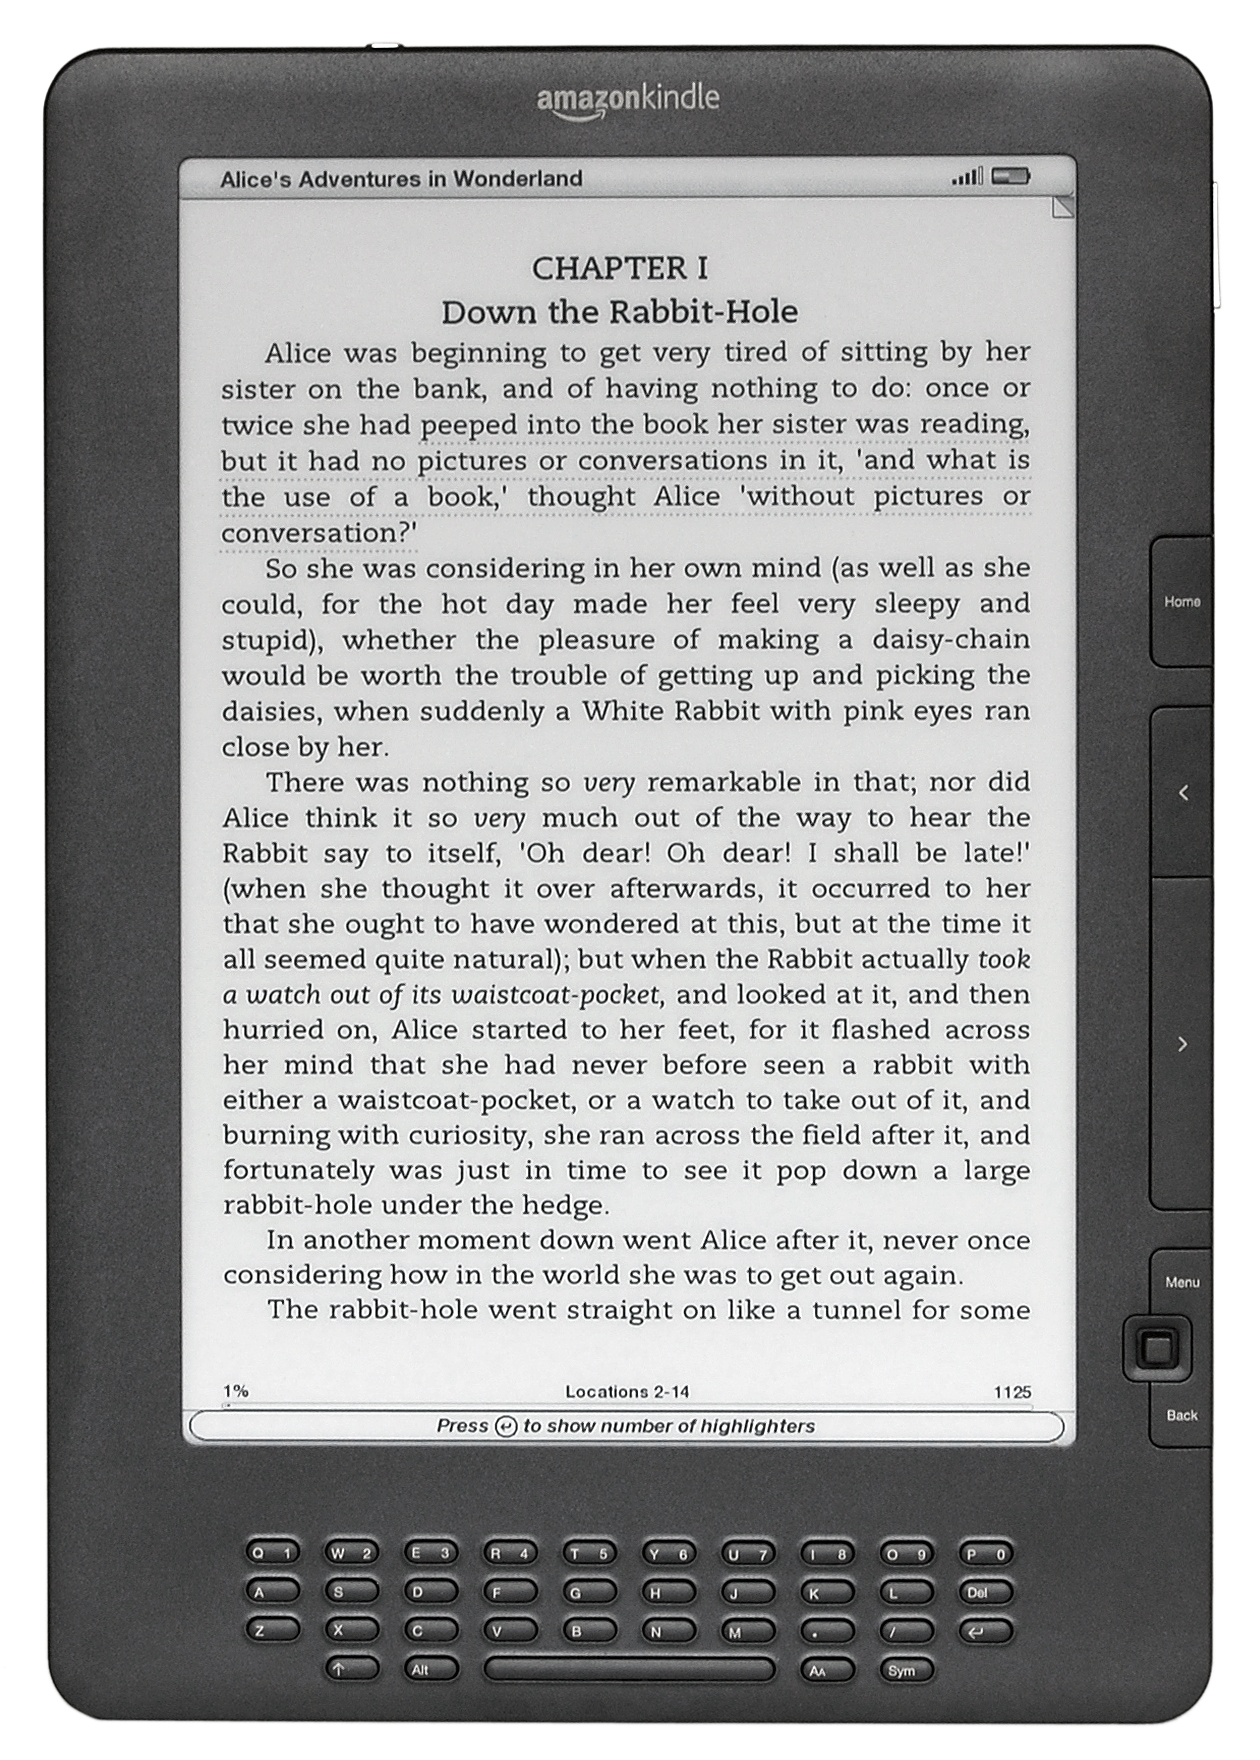 amazonkindle
Alice's Adventures in Wonderland
CHAPTER I
Down the Rabbit-Hole
Alice was beginning to get very tired of sitting by her
sister on the bank, and of having nothing to do: once or
twice she had peeped into the book her sister was reading,
but it had no pictures or conversations in it, 'and what is
the use of a book,' thought Alice 'without pictures or
conversation?'
So she was considering in her own mind (as well as she
could, for the hot day made her feel very sleepy and
stupid), whether the pleasure of making a daisy-chain
would be worth the trouble of getting up and picking the
daisies, when suddenly a White Rabbit with pink eyes ran
close by her.
There was nothing so very remarkable in that; nor did
Alice think it so very much out of the way to hear the
Rabbit say to itself, 'Oh dear! Oh dear! I shall be late!'
(when she thought it over afterwards, it occurred to her
that she ought to have wondered at this, but at the time it
all seemed quite natural); but when the Rabbit actually took
a watch out of its waistcoat-pocket, and looked at it, and then
hurried on, Alice started to her feet, for it flashed across
her mind that she had never before seen a rabbit with
either a waistcoat-pocket, or a watch to take out of it, and
burning with curiosity, she ran across the field after it, and
fortunately was just in time to see it pop down a large
rabbit-hole under the hedge.
In another moment down went Alice after it, never once
considering how in the world she was to get out again.
The rabbit-hole went straight on like a tunnel for some
1% Locations 2-14 1125
Press ↵ to show number of highlighters
Home
<
>
Menu
Back
Q 1 W 2 E 3 R 4 T 5 Y 6 U 7 I 8 O 9 P 0
A S D F G H J K L Del
Z X C V B N M . / ↵
↑ Alt AA Sym